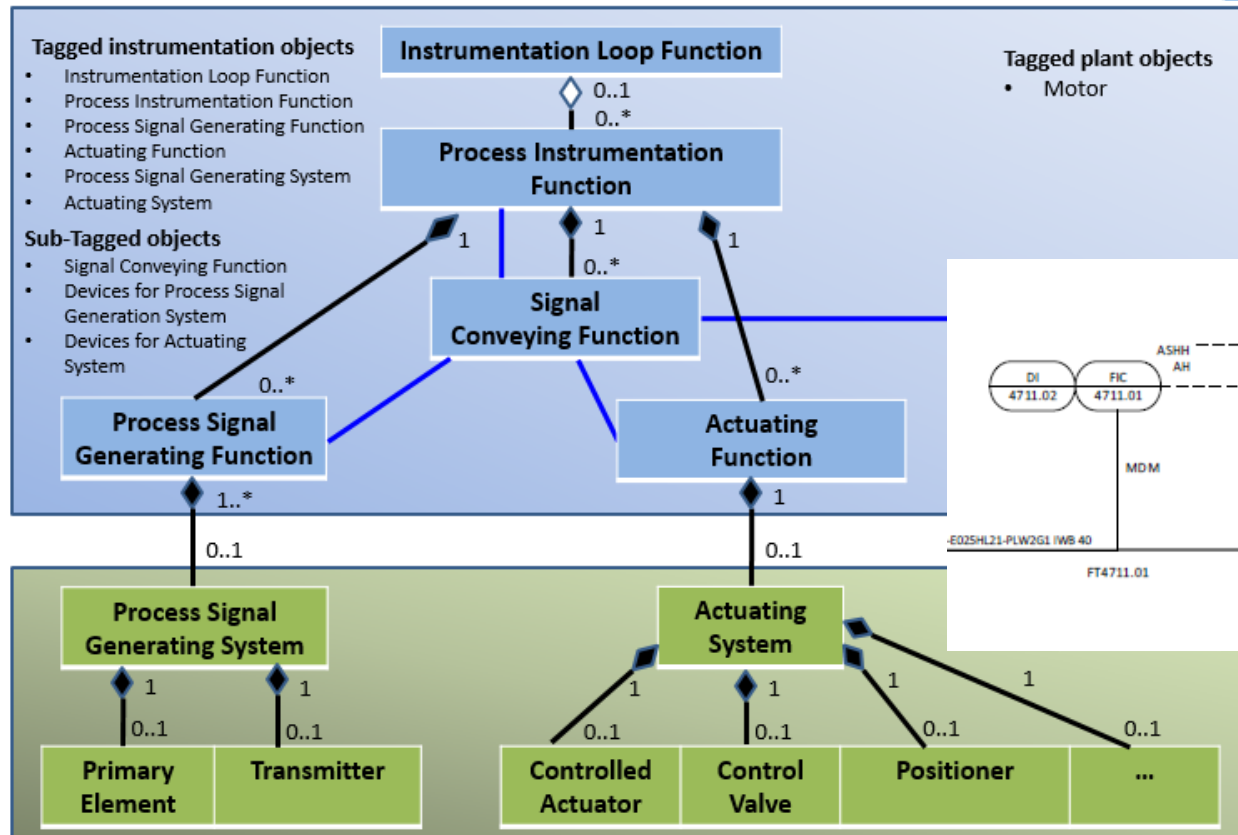 Tagged instrumentation objects
• Instrumentation Loop Function
• Process Instrumentation Function
• Process Signal Generating Function
• Actuating Function
• Process Signal Generating System
• Actuating System
Sub-Tagged objects
• Signal Conveying Function
• Devices for Process Signal
Generation System
• Devices for Actuating
System
Instrumentation Loop Function
0..1
0..*
Process Instrumentation
Function
1
1
1
0..*
Signal
Conveying Function
0..*
0..*
Process Signal
Generating Function
Actuating
Function
1..*
1
0..1
0..1
Tagged plant objects
• Motor
ASHH
AH
DI
4711.02
FIC
4711.01
MDM
-E025HL21-PLW2G1 IWB 40
FT4711.01
Process Signal
Generating System
Actuating
System
1
1
1
1
1
1
0..1
0..1
0..1
0..1
0..1
0..1
Primary
Element
Transmitter
Controlled
Actuator
Control
Valve
Positioner
...